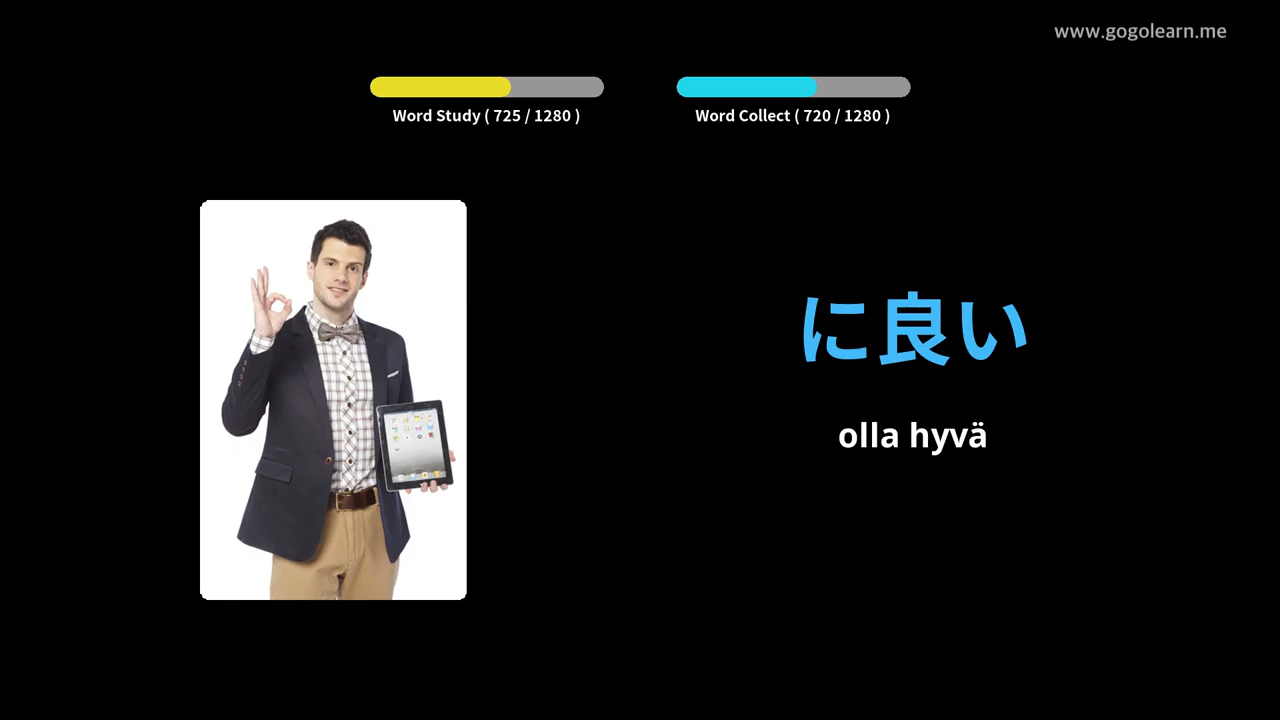 www.gogolearn.me
Word Study ( 725 / 1280 )
Word Collect ( 720 / 1280 )
に良い
olla hyvä